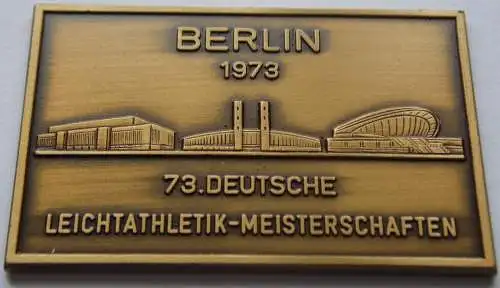 BERLIN
1973
73.DEUTSCHE
LEICHTATHLETIK-MEISTERSCHAFTEN